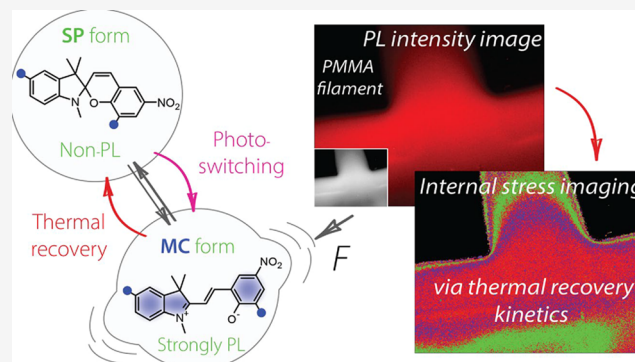 SP form
NO₂
N
O
Non-PL
Photo-
switching
Thermal
recovery
MC form
NO₂
N⁺
O⁻
Strongly PL
F
PL intensity image
PMMA
filament
Internal stress imaging
via thermal recovery
kinetics